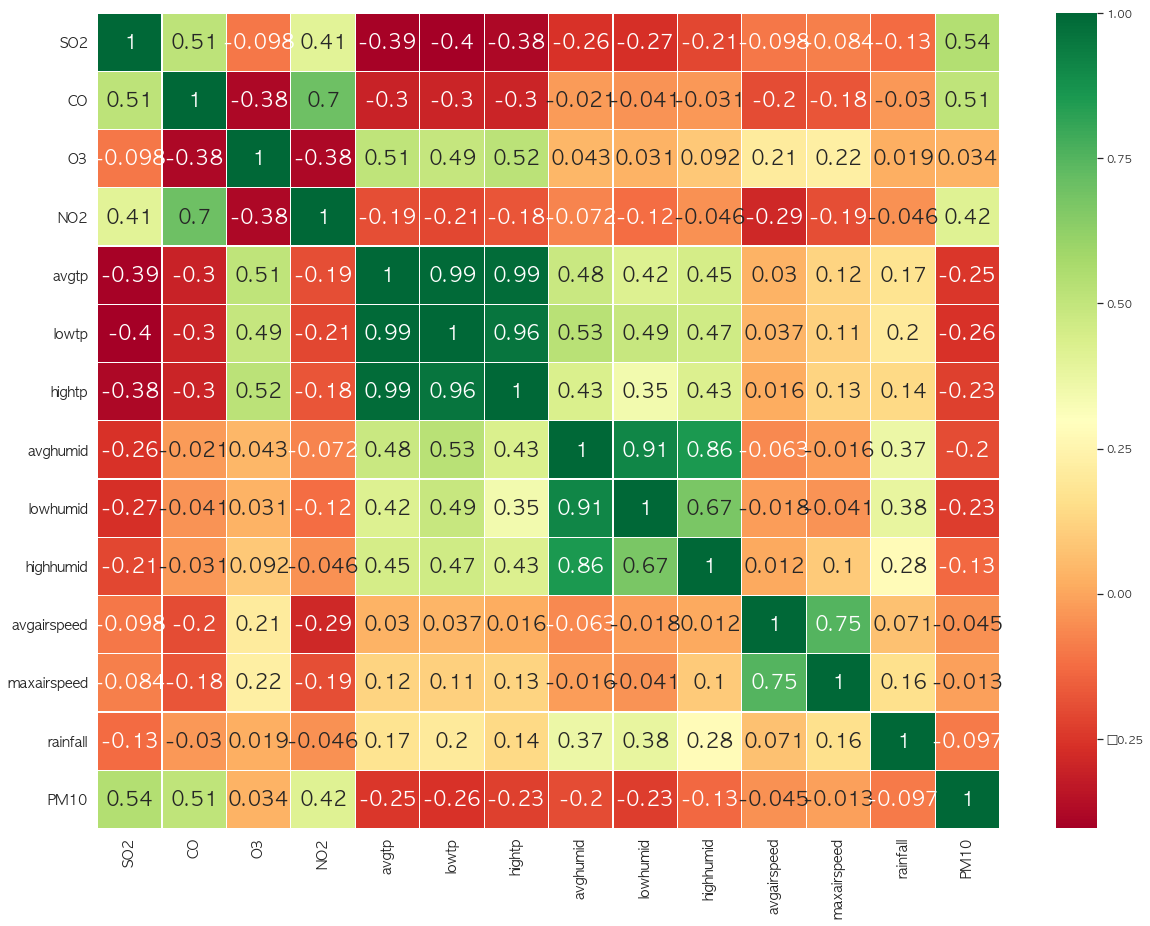 SO2 1 0.51 -0.098 0.41 -0.39 -0.4 -0.38 -0.26 -0.27 -0.21 -0.098 -0.084 -0.13 0.54
CO 0.51 1 -0.38 0.7 -0.3 -0.3 -0.3 -0.021 -0.041 -0.031 -0.2 -0.18 -0.03 0.51
O3 -0.098 -0.38 1 -0.38 0.51 0.49 0.52 0.043 0.031 0.092 0.21 0.22 0.019 0.034
NO2 0.41 0.7 -0.38 1 -0.19 -0.21 -0.18 -0.072 -0.12 -0.046 -0.29 -0.19 -0.046 0.42
avgtp -0.39 -0.3 0.51 -0.19 1 0.99 0.99 0.48 0.42 0.45 0.03 0.12 0.17 -0.25
lowtp -0.4 -0.3 0.49 -0.21 0.99 1 0.96 0.53 0.49 0.47 0.037 0.11 0.2 -0.26
hightp -0.38 -0.3 0.52 -0.18 0.99 0.96 1 0.43 0.35 0.43 0.016 0.13 0.14 -0.23
avghumid -0.26 -0.021 0.043 -0.072 0.48 0.53 0.43 1 0.91 0.86 -0.063 -0.016 0.37 -0.2
lowhumid -0.27 -0.041 0.031 -0.12 0.42 0.49 0.35 0.91 1 0.67 -0.018 -0.041 0.38 -0.23
highhumid -0.21 -0.031 0.092 -0.046 0.45 0.47 0.43 0.86 0.67 1 0.012 0.1 0.28 -0.13
avgairspeed -0.098 -0.2 0.21 -0.29 0.03 0.037 0.016 -0.063 -0.018 0.012 1 0.75 0.071 -0.045
maxairspeed -0.084 -0.18 0.22 -0.19 0.12 0.11 0.13 -0.016 -0.041 0.1 0.75 1 0.16 -0.013
rainfall -0.13 -0.03 0.019 -0.046 0.17 0.2 0.14 0.37 0.38 0.28 0.071 0.16 1 -0.097
PM10 0.54 0.51 0.034 0.42 -0.25 -0.26 -0.23 -0.2 -0.23 -0.13 -0.045 -0.013 -0.097 1
SO2 CO O3 NO2 avgtp lowtp hightp avghumid lowhumid highhumid avgairspeed maxairspeed rainfall PM10
1.00
0.75
0.50
0.25
0.00
□0.25